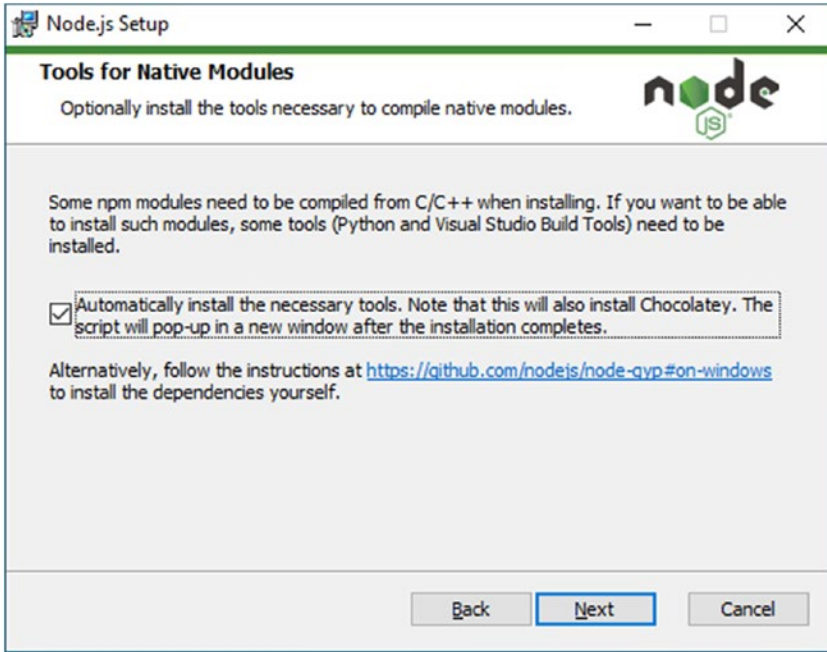 Node.js Setup
Tools for Native Modules
Optionally install the tools necessary to compile native modules.
node
JS
Some npm modules need to be compiled from C/C++ when installing. If you want to be able
to install such modules, some tools (Python and Visual Studio Build Tools) need to be
installed.
Automatically install the necessary tools. Note that this will also install Chocolatey. The
script will pop-up in a new window after the installation completes.
Alternatively, follow the instructions at https://github.com/nodejs/node-gyp#on-windows
to install the dependencies yourself.
Back Next Cancel